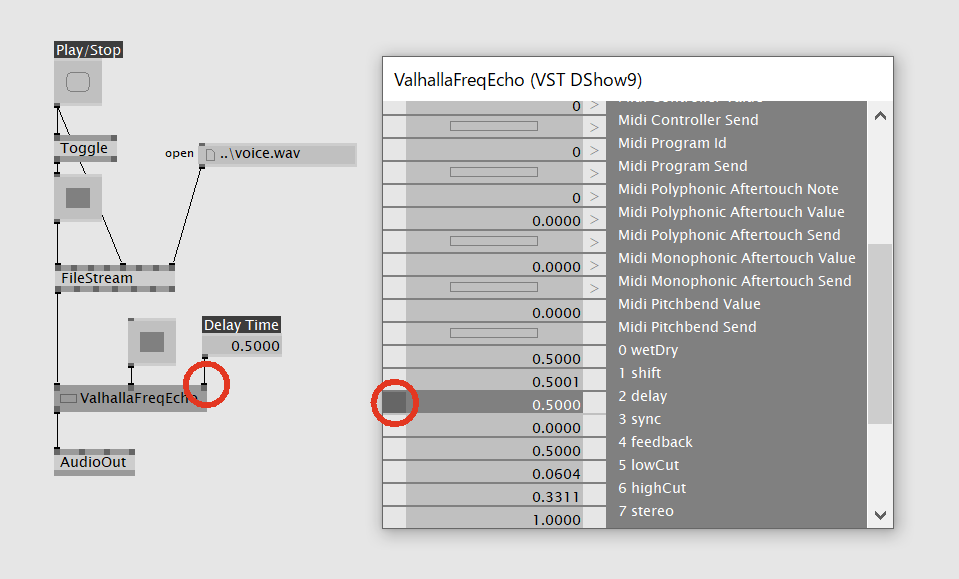 Play/Stop
Toggle
open ..\voice.wav
FileStream
Delay Time
0.5000
ValhallaFreqEcho
AudioOut
ValhallaFreqEcho (VST DShow9)
0 >
> Midi Controller Send
0 > Midi Program Id
> Midi Program Send
0 > Midi Polyphonic Aftertouch Note
0.0000 > Midi Polyphonic Aftertouch Value
> Midi Polyphonic Aftertouch Send
0.0000 > Midi Monophonic Aftertouch Value
> Midi Monophonic Aftertouch Send
0.0000 Midi Pitchbend Value
Midi Pitchbend Send
0.5000 0 wetDry
0.5001 1 shift
0.5000 2 delay
0.0000 3 sync
0.5000 4 feedback
0.0604 5 lowCut
0.3311 6 highCut
1.0000 7 stereo